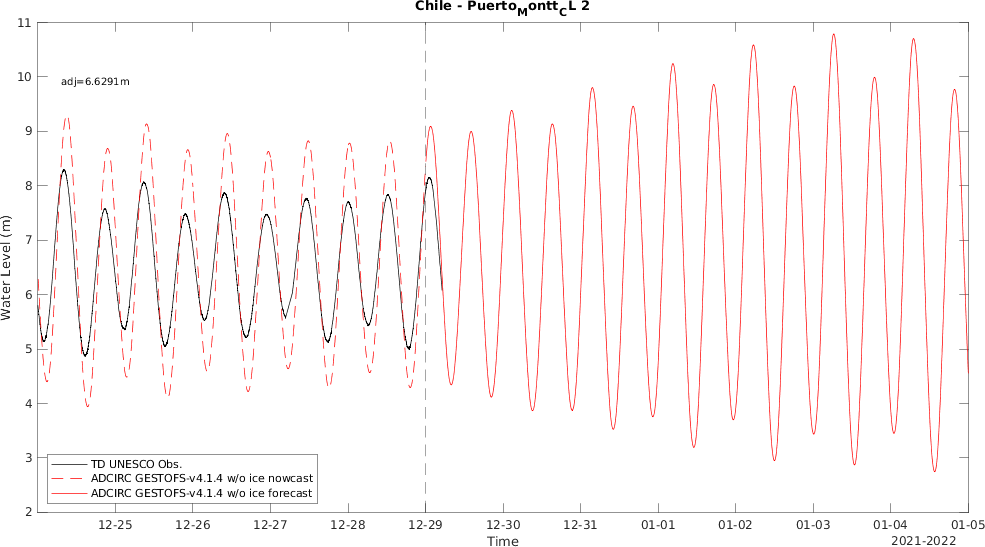 Chile - PuertoMonttCL 2
adj=6.6291m
11
10
9
8
7
6
5
4
3
2
Water Level (m)
TD UNESCO Obs.
ADCIRC GESTOFS-v4.1.4 w/o ice nowcast
ADCIRC GESTOFS-v4.1.4 w/o ice forecast
12-25 12-26 12-27 12-28 12-29 12-30 12-31 01-01 01-02 01-03 01-04 01-05
Time
2021-2022